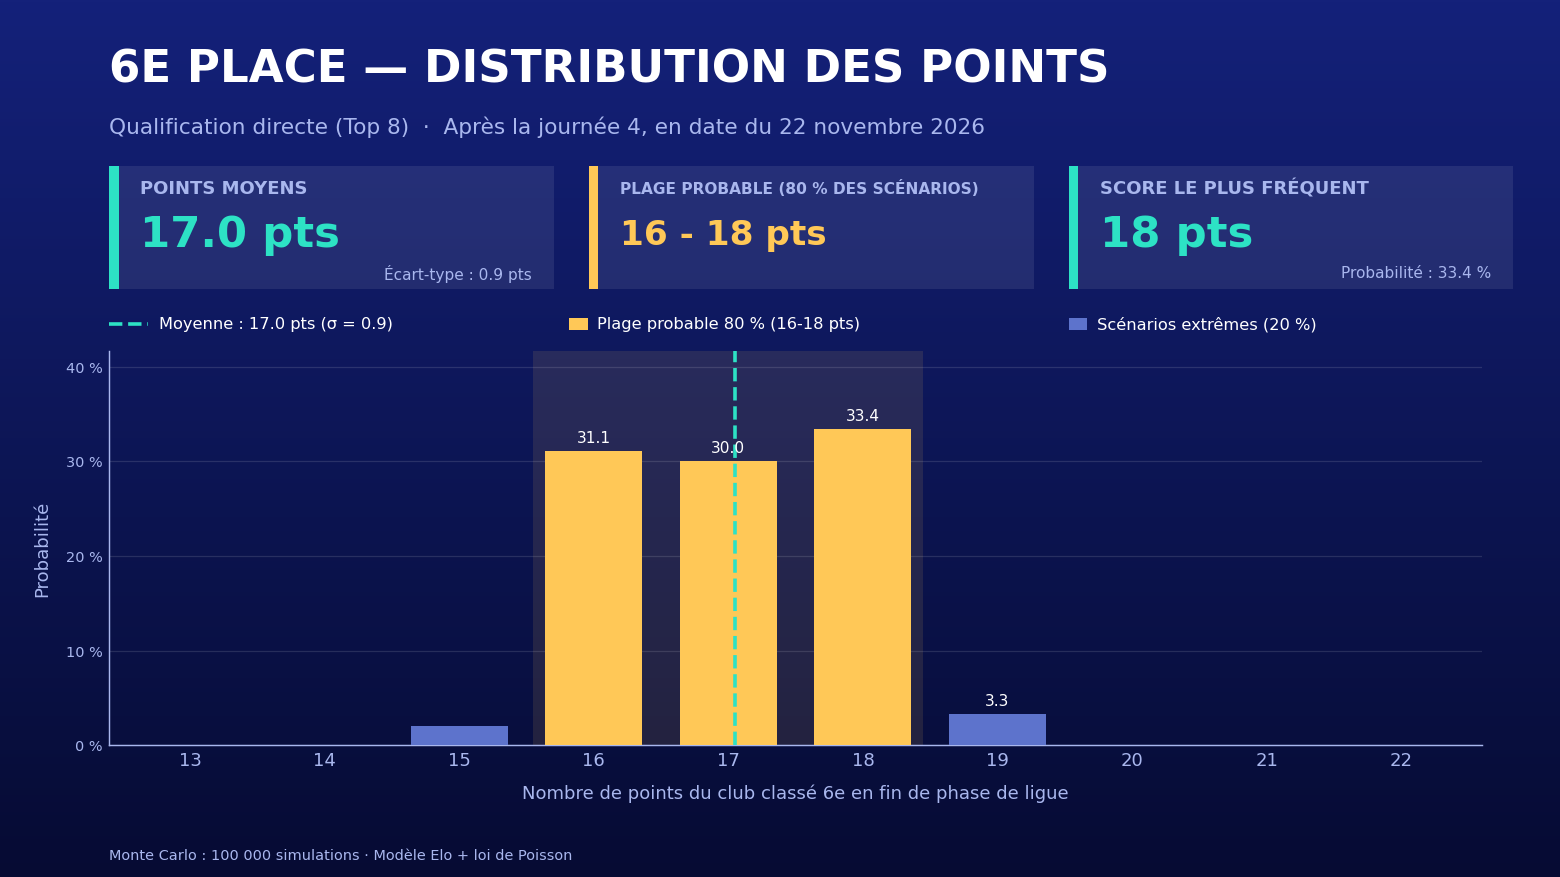 6E PLACE — DISTRIBUTION DES POINTS
Qualification directe (Top 8)  ·  Après la journée 4, en date du 22 novembre 2026
POINTS MOYENS
17.0 pts
Écart-type : 0.9 pts
PLAGE PROBABLE (80 % DES SCÉNARIOS)
16 - 18 pts
SCORE LE PLUS FRÉQUENT
18 pts
Probabilité : 33.4 %
Moyenne : 17.0 pts (σ = 0.9)
Plage probable 80 % (16-18 pts)
Scénarios extrêmes (20 %)
Probabilité
40 %
30 %
20 %
10 %
0 %
31.1
30.0
33.4
3.3
13 14 15 16 17 18 19 20 21 22
Nombre de points du club classé 6e en fin de phase de ligue
Monte Carlo : 100 000 simulations · Modèle Elo + loi de Poisson